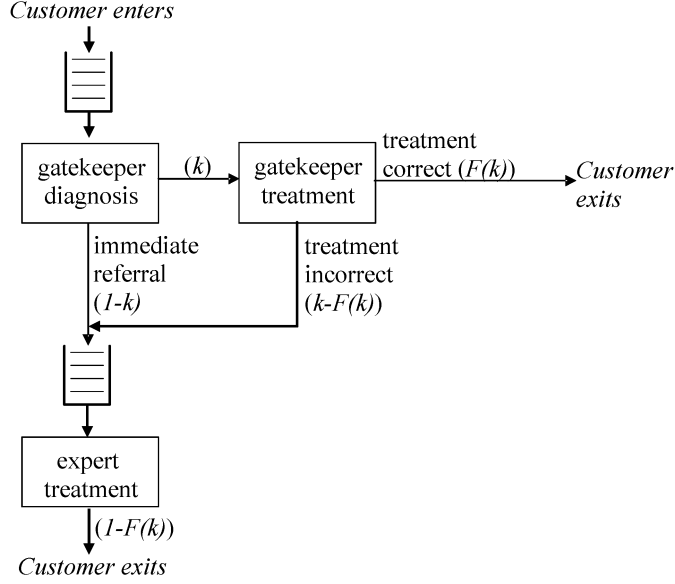 Customer enters
gatekeeper
diagnosis
(k)
gatekeeper
treatment
treatment
correct (F(k))
Customer
exits
immediate
referral
(1-k)
treatment
incorrect
(k-F(k))
expert
treatment
(1-F(k))
Customer exits